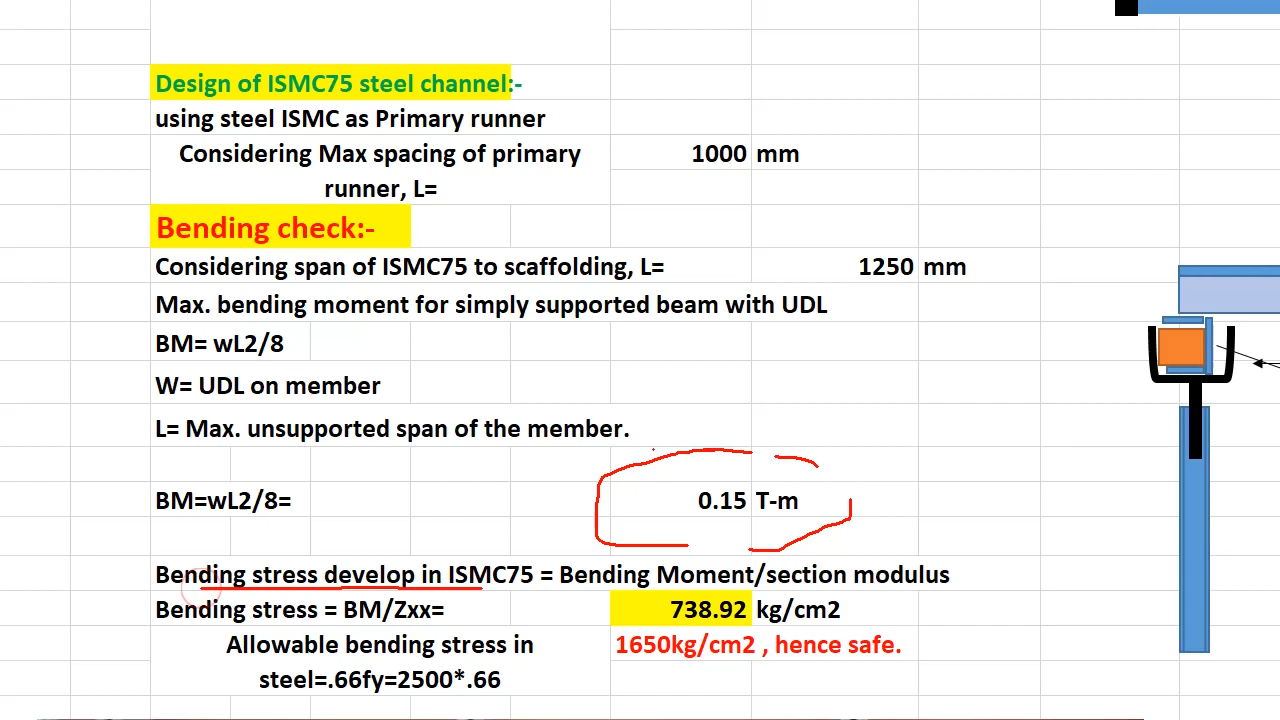 Design of ISMC75 steel channel:-
using steel ISMC as Primary runner
Considering Max spacing of primary
runner, L=
1000 mm
Bending check:-
Considering span of ISMC75 to scaffolding, L= 1250 mm
Max. bending moment for simply supported beam with UDL
BM= wL2/8
W= UDL on member
L= Max. unsupported span of the member.
BM=wL2/8= 0.15 T-m
Bending stress develop in ISMC75 = Bending Moment/section modulus
Bending stress = BM/Zxx= 738.92 kg/cm2
Allowable bending stress in
steel=.66fy=2500*.66
1650kg/cm2 , hence safe.